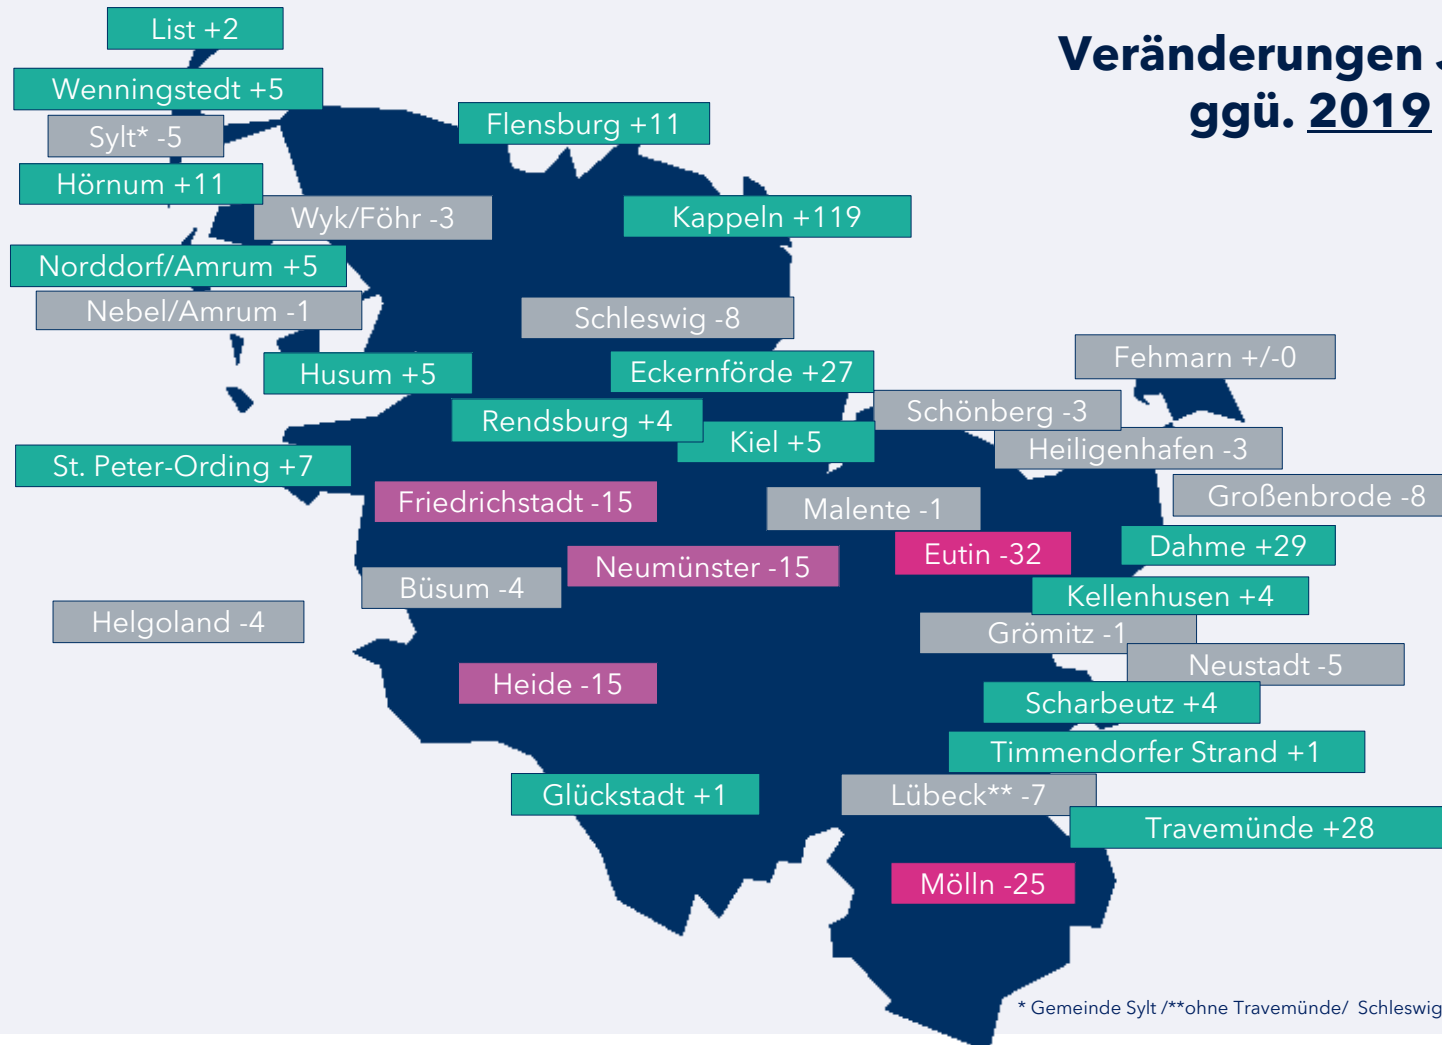 List +2
Veränderungen
ggü. 2019
Wenningstedt +5
Sylt* -5
Flensburg +11
Hörnum +11
Wyk/Föhr -3
Kappeln +119
Norddorf/Amrum +5
Nebel/Amrum -1
Schleswig -8
Fehmarn +/-0
Husum +5
Eckernförde +27
Schönberg -3
Rendsburg +4
Kiel +5
Heiligenhafen -3
St. Peter-Ording +7
Friedrichstadt -15
Malente -1
Großenbrode -8
Eutin -32
Dahme +29
Neumünster -15
Büsum -4
Kellenhusen +4
Helgoland -4
Grömitz -1
Neustadt -5
Heide -15
Scharbeutz +4
Timmendorfer Strand +1
Glückstadt +1
Lübeck** -7
Travemünde +28
Mölln -25
* Gemeinde Sylt /**ohne Travemünde/ Schleswig